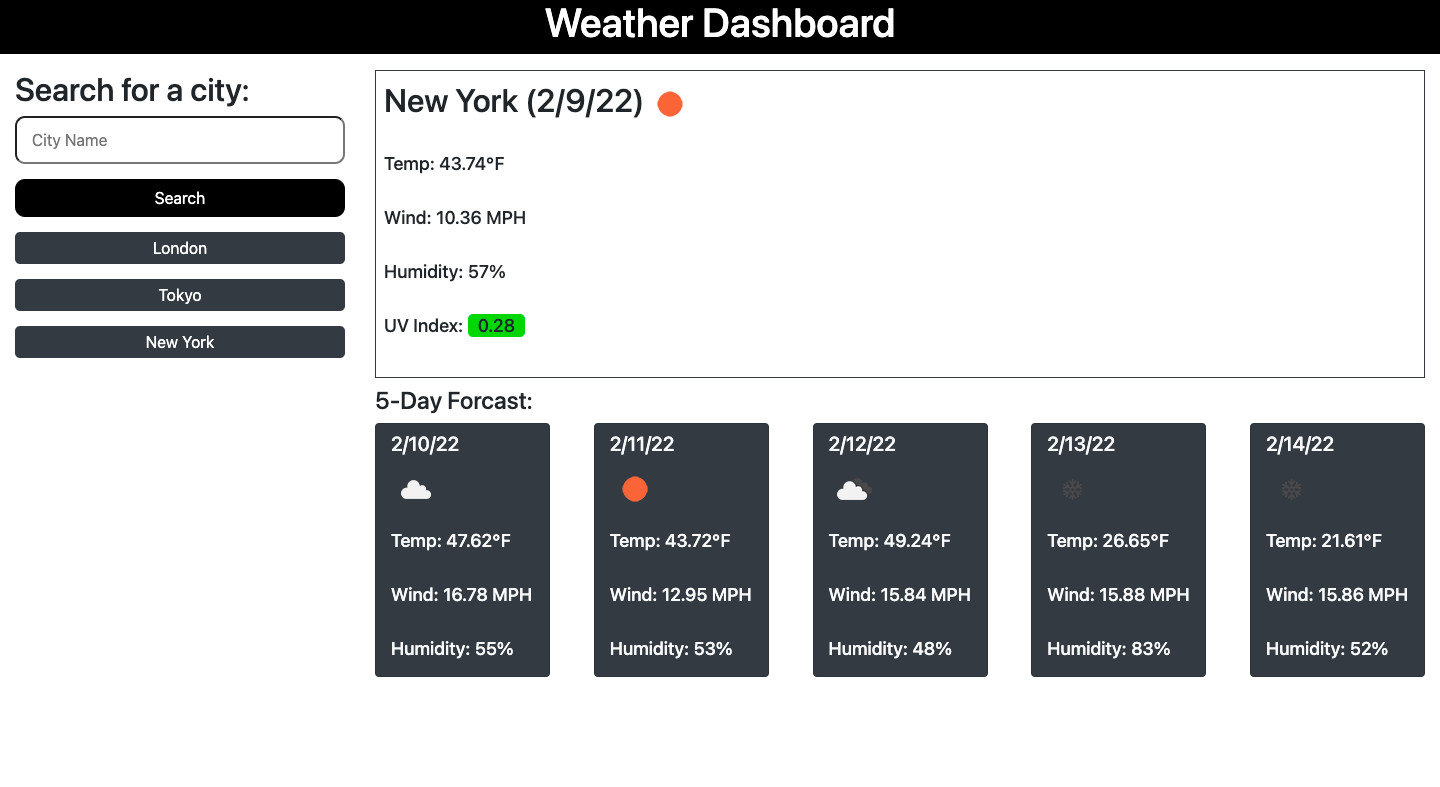 Weather Dashboard
Search for a city:
City Name
Search
London
Tokyo
New York
New York (2/9/22)
Temp: 43.74°F
Wind: 10.36 MPH
Humidity: 57%
UV Index: 0.28
5-Day Forcast:
2/10/22
Temp: 47.62°F
Wind: 16.78 MPH
Humidity: 55%
2/11/22
Temp: 43.72°F
Wind: 12.95 MPH
Humidity: 53%
2/12/22
Temp: 49.24°F
Wind: 15.84 MPH
Humidity: 48%
2/13/22
Temp: 26.65°F
Wind: 15.88 MPH
Humidity: 83%
2/14/22
Temp: 21.61°F
Wind: 15.86 MPH
Humidity: 52%